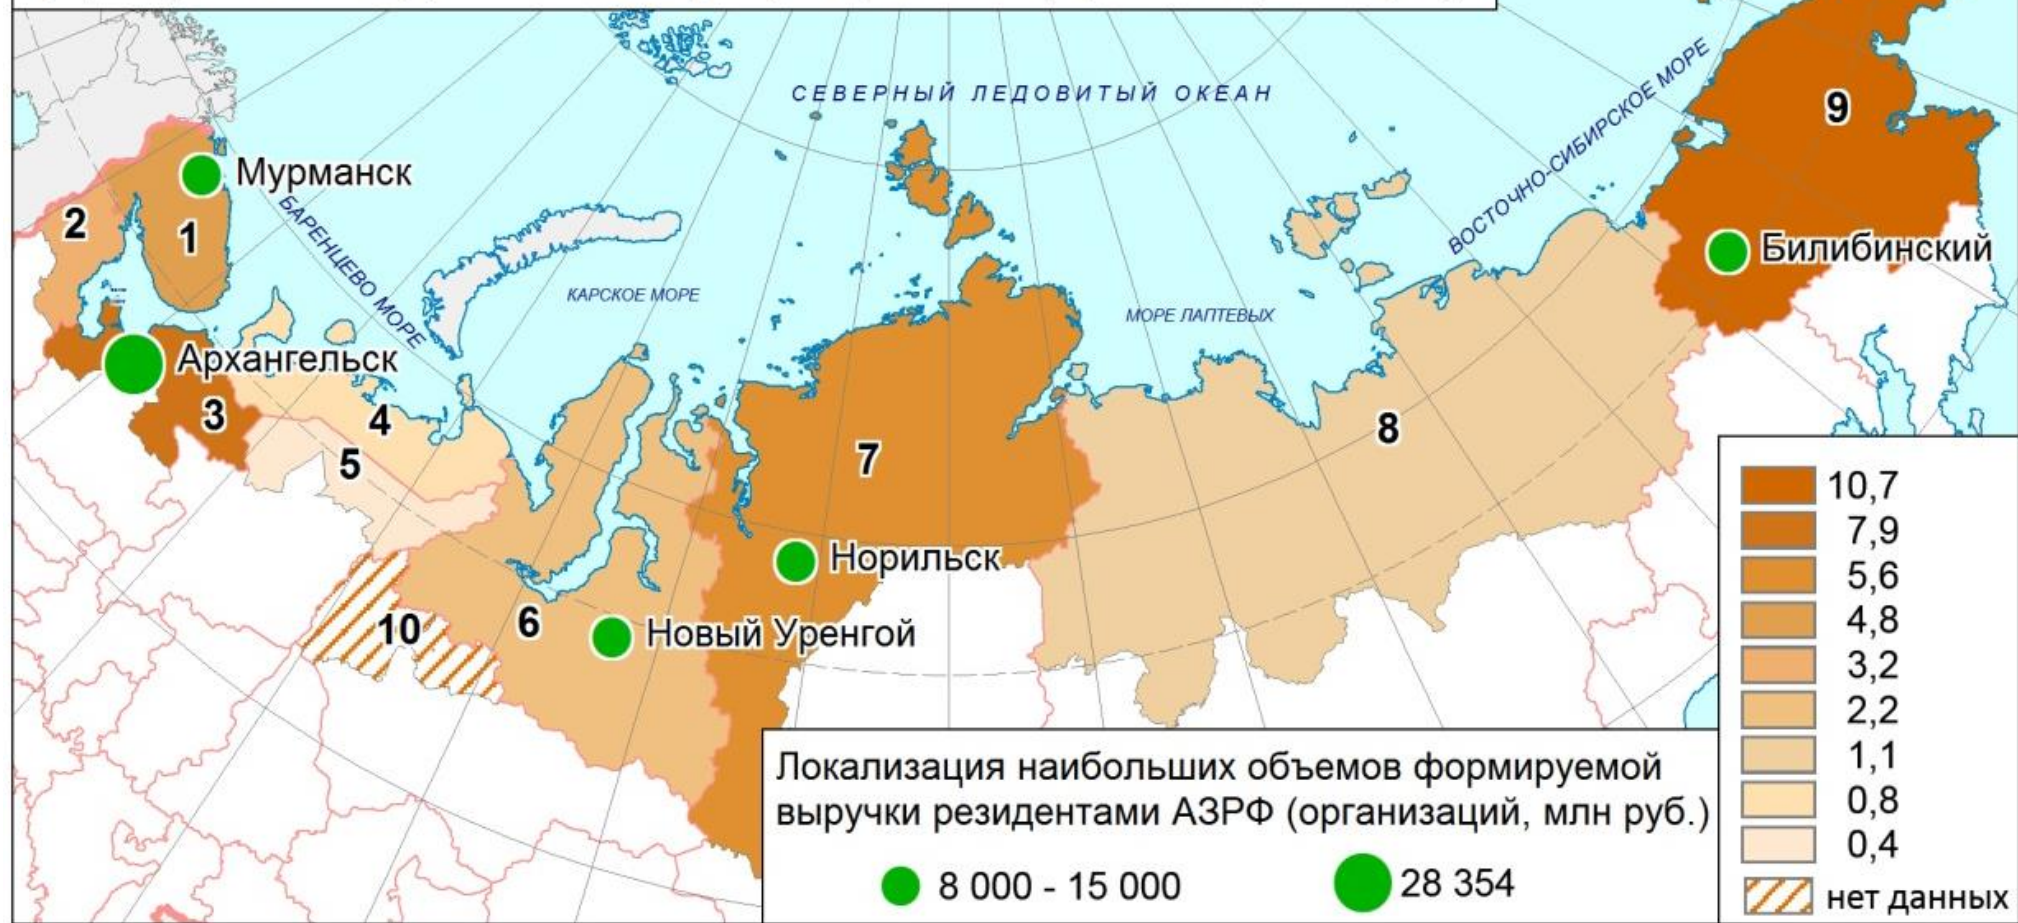 СЕВЕРНЫЙ ЛЕДОВИТЫЙ ОКЕАН
ВОСТОЧНО-СИБИРСКОЕ МОРЕ
9
Мурманск
2
1
БАРЕНЦЕВО МОРЕ
Билибинский
КАРСКОЕ МОРЕ
МОРЕ ЛАПТЕВЫХ
Архангельск
3
4
5
7
8
Норильск
10
6
Новый Уренгой
10,7
7,9
5,6
4,8
3,2
2,2
1,1
0,8
0,4
нет данных
Локализация наибольших объемов формируемой
выручки резидентами АЗРФ (организаций, млн руб.)
8 000 - 15 000
28 354